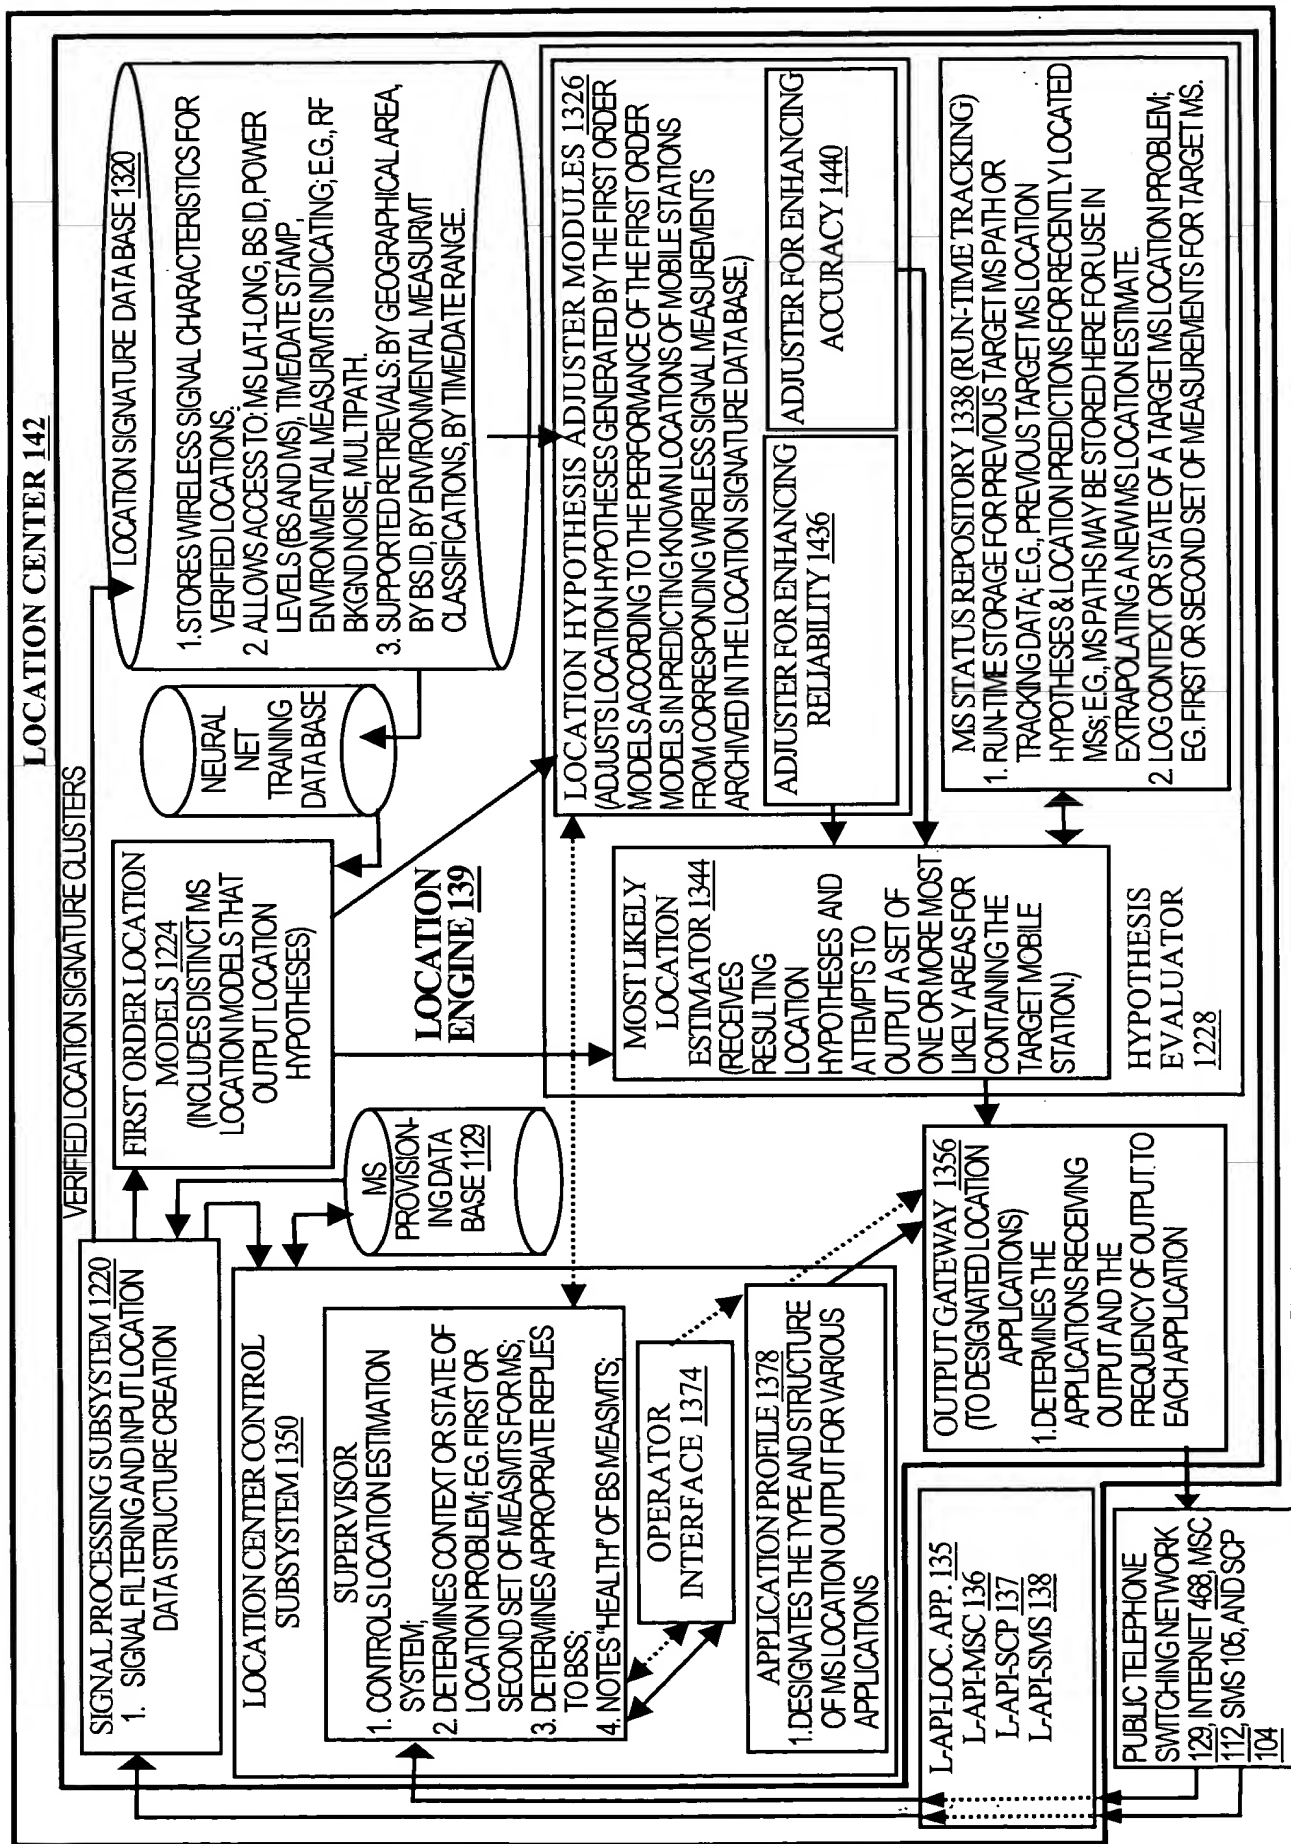 LOCATION CENTER 142
VERIFIED LOCATION SIGNATURE CLUSTERS
SIGNAL PROCESSING SUBSYSTEM 1220
1. SIGNAL FILTERING AND INPUT LOCATION
DATA STRUCTURE CREATION
FIRST ORDER LOCATION
MODELS 1224
(INCLUDES DISTINCT MS
LOCATION MODELS THAT
OUTPUT LOCATION
HYPOTHESES)
NEURAL
NET
TRAINING
DATA BASE
LOCATION SIGNATURE DATA BASE 1320
1. STORES WIRELESS SIGNAL CHARACTERISTICS FOR
VERIFIED LOCATIONS.
2. ALLOWS ACCESS TO: MS LAT-LONG, BS ID, POWER
LEVELS (BS AND MS), TIME/DATE STAMP,
ENVIRONMENTAL MEASURMTS INDICATING; E.G., RF
BKGND NOISE, MULTIPATH.
3. SUPPORTED RETRIEVALS: BY GEOGRAPHICAL AREA,
BY BS ID, BY ENVIRONMENTAL MEASURMT
CLASSIFICATIONS, BY TIME/DATE RANGE.
LOCATION CENTER CONTROL
SUBSYSTEM 1350
MS
PROVISION-
ING DATA
BASE 1129
LOCATION
ENGINE 139
SUPERVISOR
1. CONTROLS LOCATION ESTIMATION
SYSTEM;
2. DETERMINES CONTEXT OR STATE OF
LOCATION PROBLEM; EG. FIRST OR
SECOND SET OF MEASMTS FOR MS;
3. DETERMINES APPROPRIATE REPLIES
TO BSS;
4. NOTES "HEALTH" OF BS MEASMTS;
OPERATOR
INTERFACE 1374
APPLICATION PROFILE 1378
1. DESIGNATES THE TYPE AND STRUCTURE
OF MS LOCATION OUTPUT FOR VARIOUS
APPLICATIONS
LOCATION HYPOTHESIS ADJUSTER MODULES 1326
(ADJUSTS LOCATION HYPOTHESES GENERATED BY THE FIRST ORDER
MODELS ACCORDING TO THE PERFORMANCE OF THE FIRST ORDER
MODELS IN PREDICTING KNOWN LOCATIONS OF MOBILE STATIONS
FROM CORRESPONDING WIRELESS SIGNAL MEASUREMENTS
ARCHIVED IN THE LOCATION SIGNATURE DATA BASE.)
ADJUSTER FOR ENHANCING
RELIABILITY 1436
ADJUSTER FOR ENHANCING
ACCURACY 1440
MOST LIKELY
LOCATION
ESTIMATOR 1344
(RECEIVES
RESULTING
LOCATION
HYPOTHESES AND
ATTEMPTS TO
OUTPUT A SET OF
ONE OR MORE MOST
LIKELY AREAS FOR
CONTAINING THE
TARGET MOBILE
STATION.)
HYPOTHESIS
EVALUATOR
1228
MS STATUS REPOSITORY 1338 (RUN-TIME TRACKING)
1. RUN-TIME STORAGE FOR PREVIOUS TARGET MS PATH OR
TRACKING DATA; E.G., PREVIOUS TARGET MS LOCATION
HYPOTHESES & LOCATION PREDICTIONS FOR RECENTLY LOCATED
MSs; E.G., MS PATHS MAY BE STORED HERE FOR USE IN
EXTRAPOLATING A NEW MS LOCATION ESTIMATE.
2. LOG CONTEXT OR STATE OF A TARGET MS LOCATION PROBLEM;
EG. FIRST OR SECOND SET OF MEASUREMENTS FOR TARGET MS.
OUTPUT GATEWAY 1356
(TO DESIGNATED LOCATION
APPLICATIONS)
1. DETERMINES THE
APPLICATIONS RECEIVING
OUTPUT AND THE
FREQUENCY OF OUTPUT TO
EACH APPLICATION
L-API-LOC. APP. 135
L-API-MSC 136
L-API-SCP 137
L-API-SMS 138
PUBLIC TELEPHONE
SWITCHING NETWORK
129, INTERNET 468, MSC
112, SMS 105, AND SCP
104